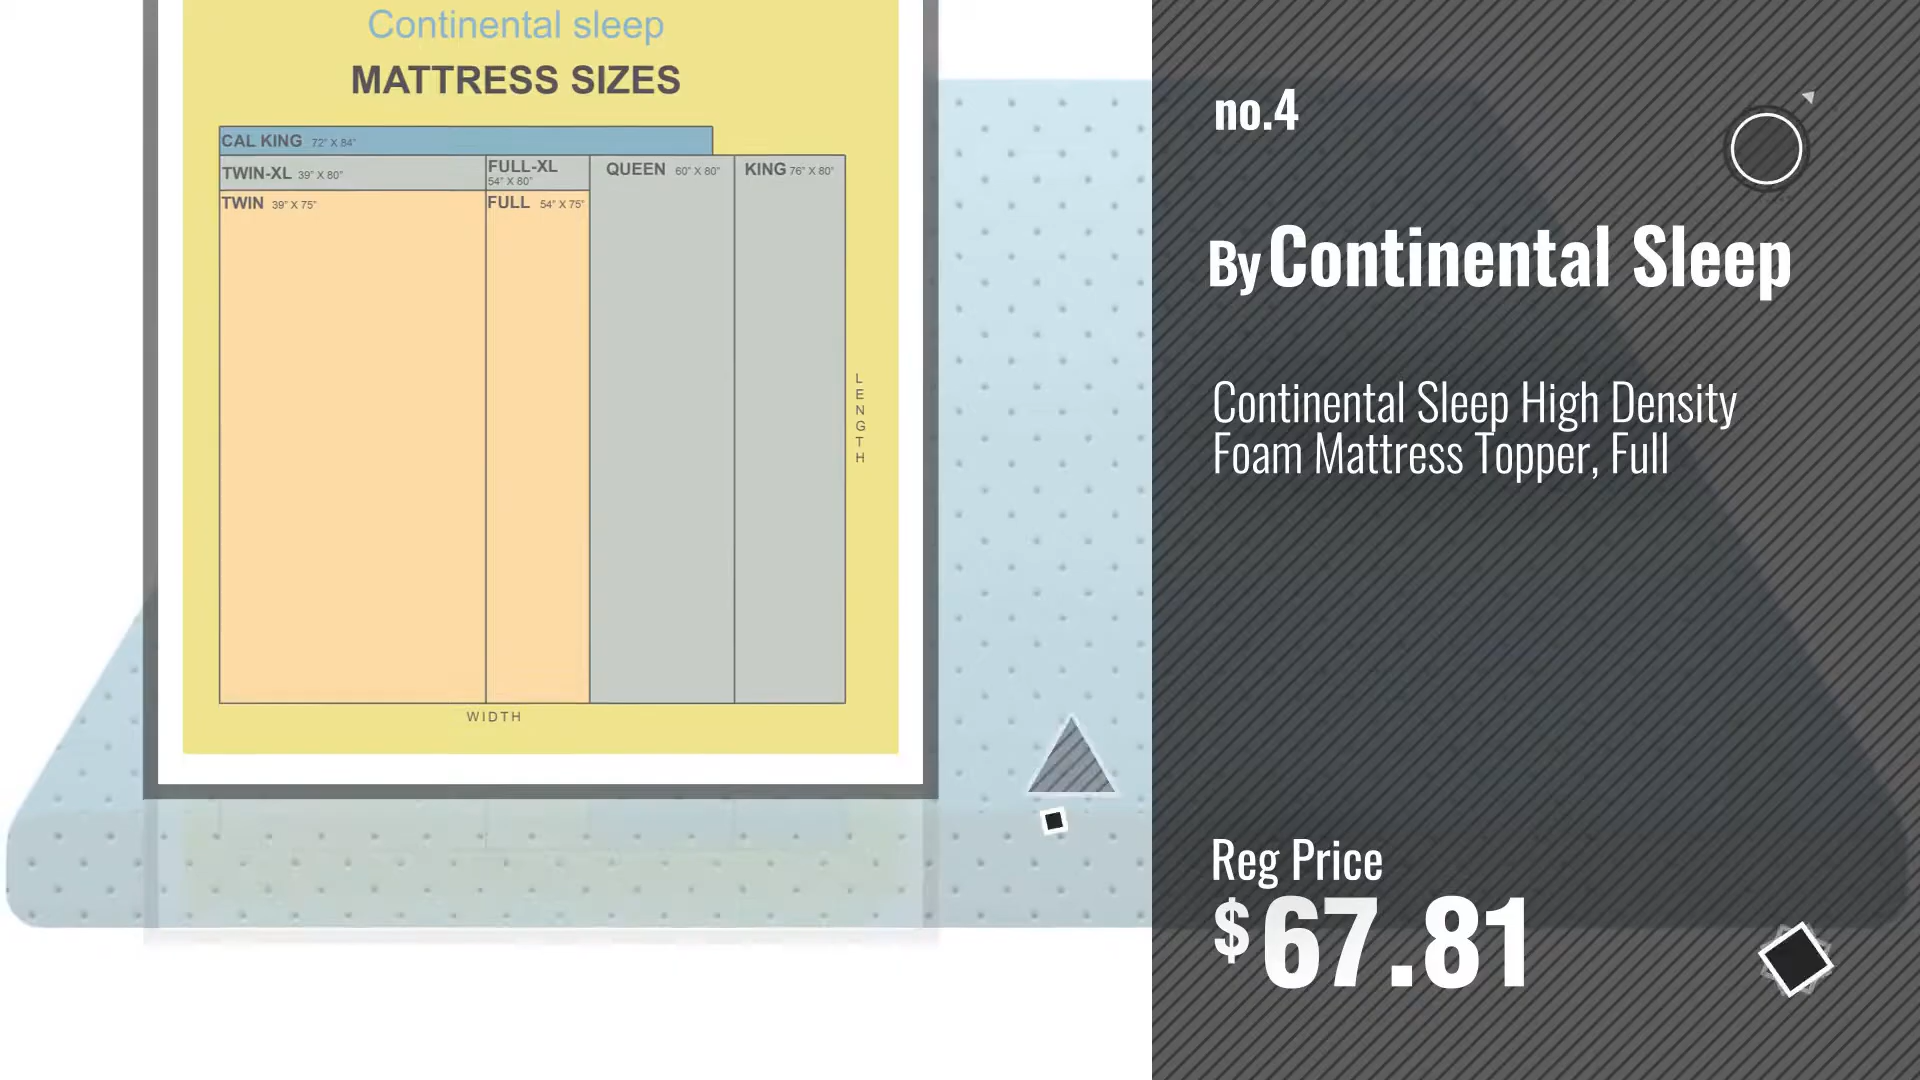 Continental sleep
MATTRESS SIZES
CAL KING 72" X 84"
TWIN-XL 39" X 80"
FULL-XL
54" X 80"
QUEEN 60" X 80"
KING 76" X 80"
TWIN 39" X 75"
FULL 54" X 75"
LENGTH
WIDTH
no.4
By Continental Sleep
Continental Sleep High Density
Foam Mattress Topper, Full
Reg Price
$67.81